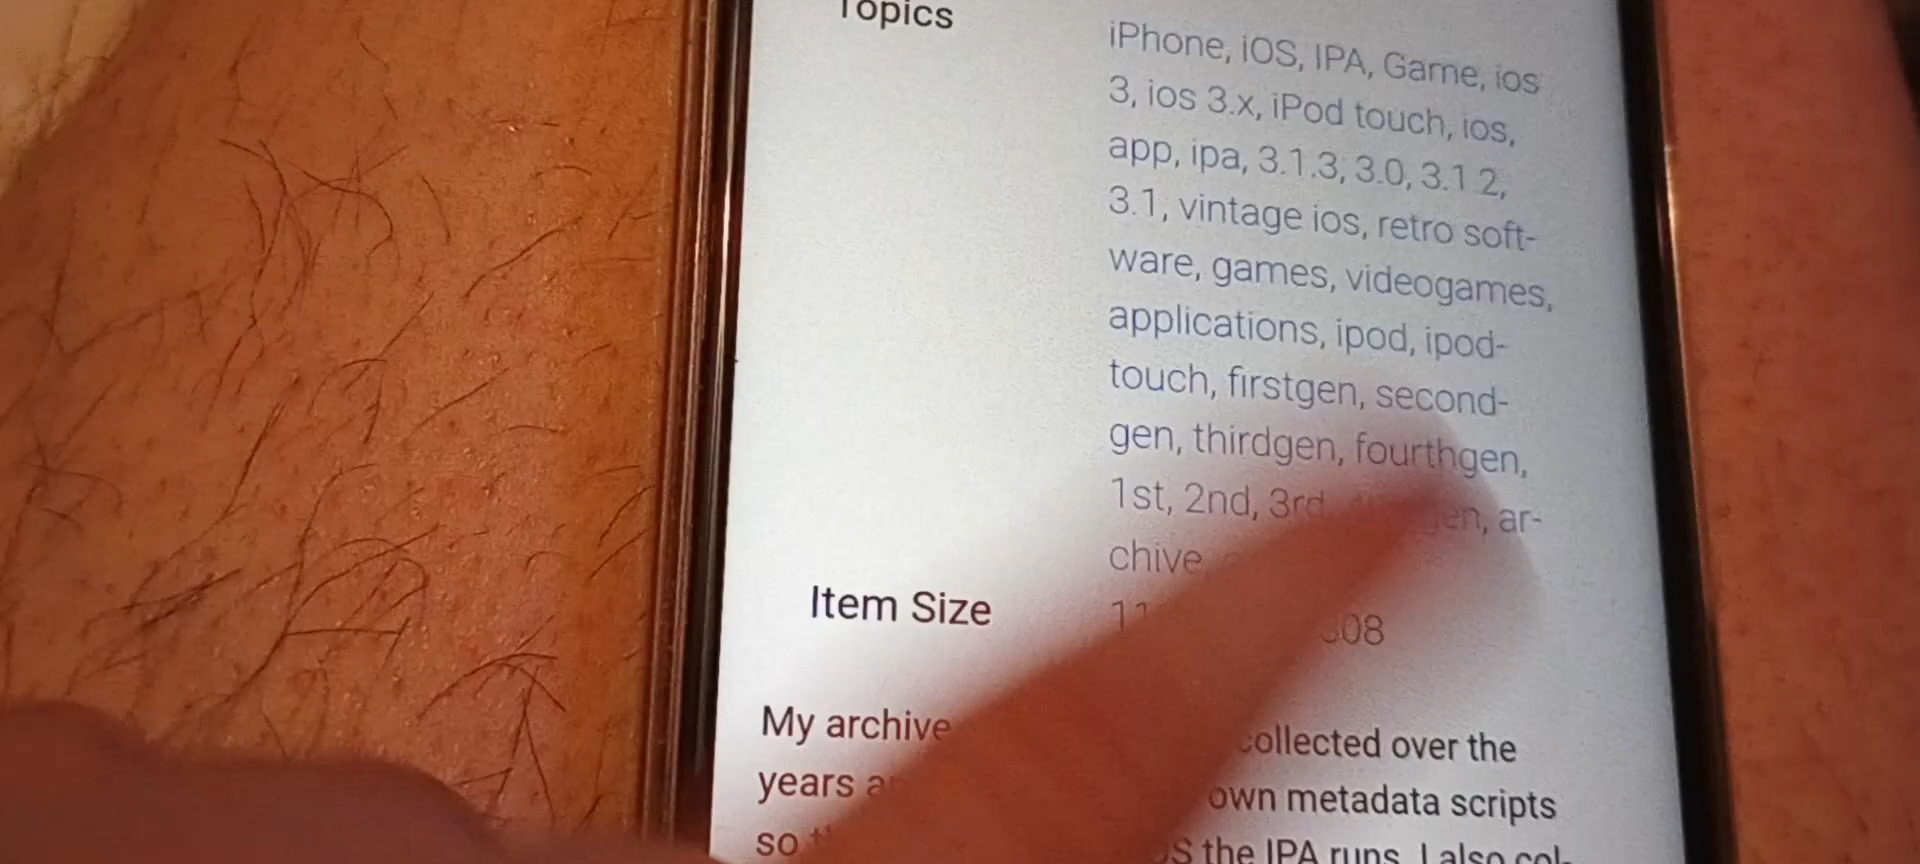 Topics
iPhone, iOS, IPA, Game, ios
3, ios 3.x, iPod touch, ios,
app, ipa, 3.1.3, 3.0, 3.1 2,
3.1, vintage ios, retro soft-
ware, games, videogames,
applications, ipod, ipod-
touch, firstgen, second-
gen, thirdgen, fourthgen,
1st, 2nd, 3rd, gen, ar-
chive
Item Size
My archive collected over the
years own metadata scripts
so the IPA runs. I also col-